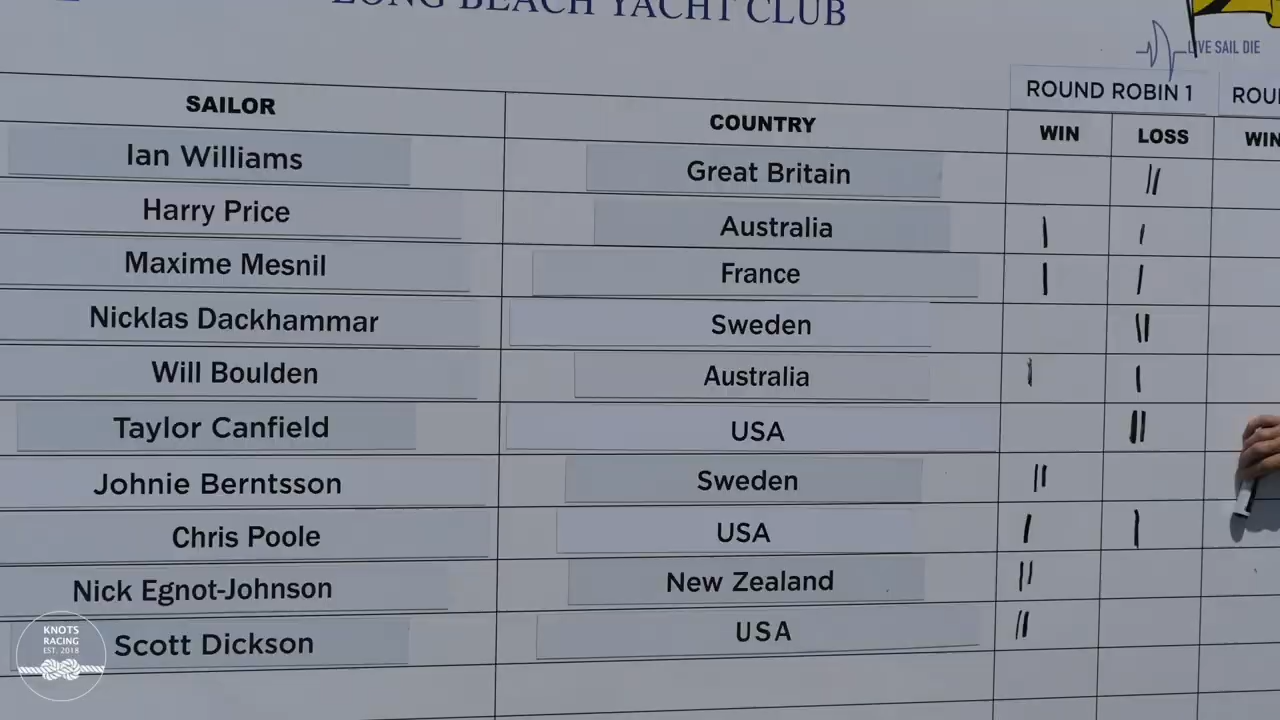 LONG BEACH YACHT CLUB
LIVE SAIL DIE
ROUND ROBIN 1
SAILOR COUNTRY WIN LOSS WIN
Ian Williams Great Britain ||
Harry Price Australia | |
Maxime Mesnil France | |
Nicklas Dackhammar Sweden ||
Will Boulden Australia | |
Taylor Canfield USA ||
Johnie Berntsson Sweden ||
Chris Poole USA | |
Nick Egnot-Johnson New Zealand ||
Scott Dickson USA ||
KNOTS
RACING
EST. 2018